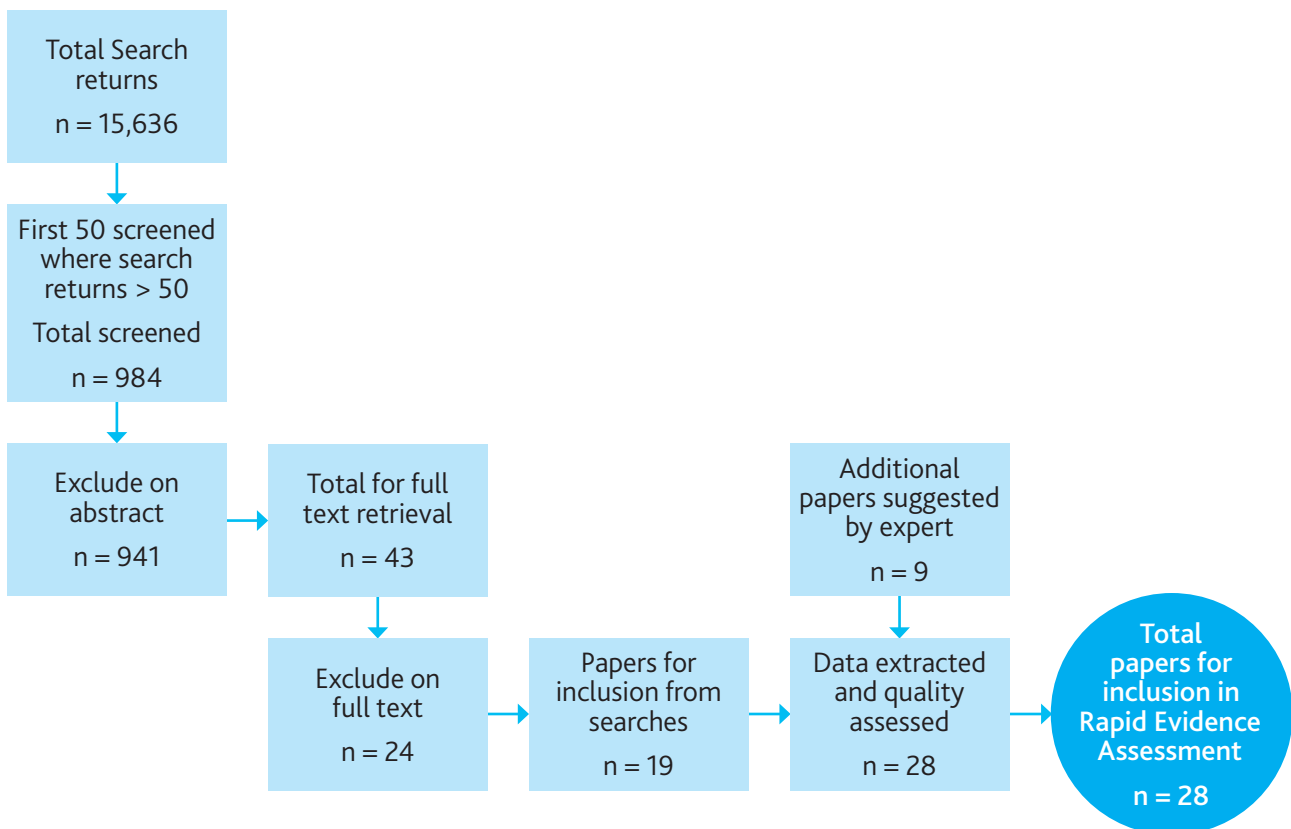 Total Search
returns
n = 15,636
First 50 screened
where search
returns > 50
Total screened
n = 984
Exclude on
abstract
n = 941
Total for full
text retrieval
n = 43
Exclude on
full text
n = 24
Papers for
inclusion from
searches
n = 19
Additional
papers suggested
by expert
n = 9
Data extracted
and quality
assessed
n = 28
Total
papers for
inclusion in
Rapid Evidence
Assessment
n = 28